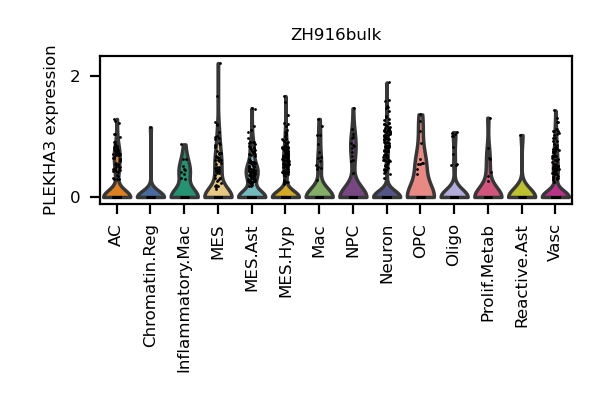 ZH916bulk
PLEKHA3 expression
2
0
AC
Chromatin.Reg
Inflammatory.Mac
MES
MES.Ast
MES.Hyp
Mac
NPC
Neuron
OPC
Oligo
Prolif.Metab
Reactive.Ast
Vasc